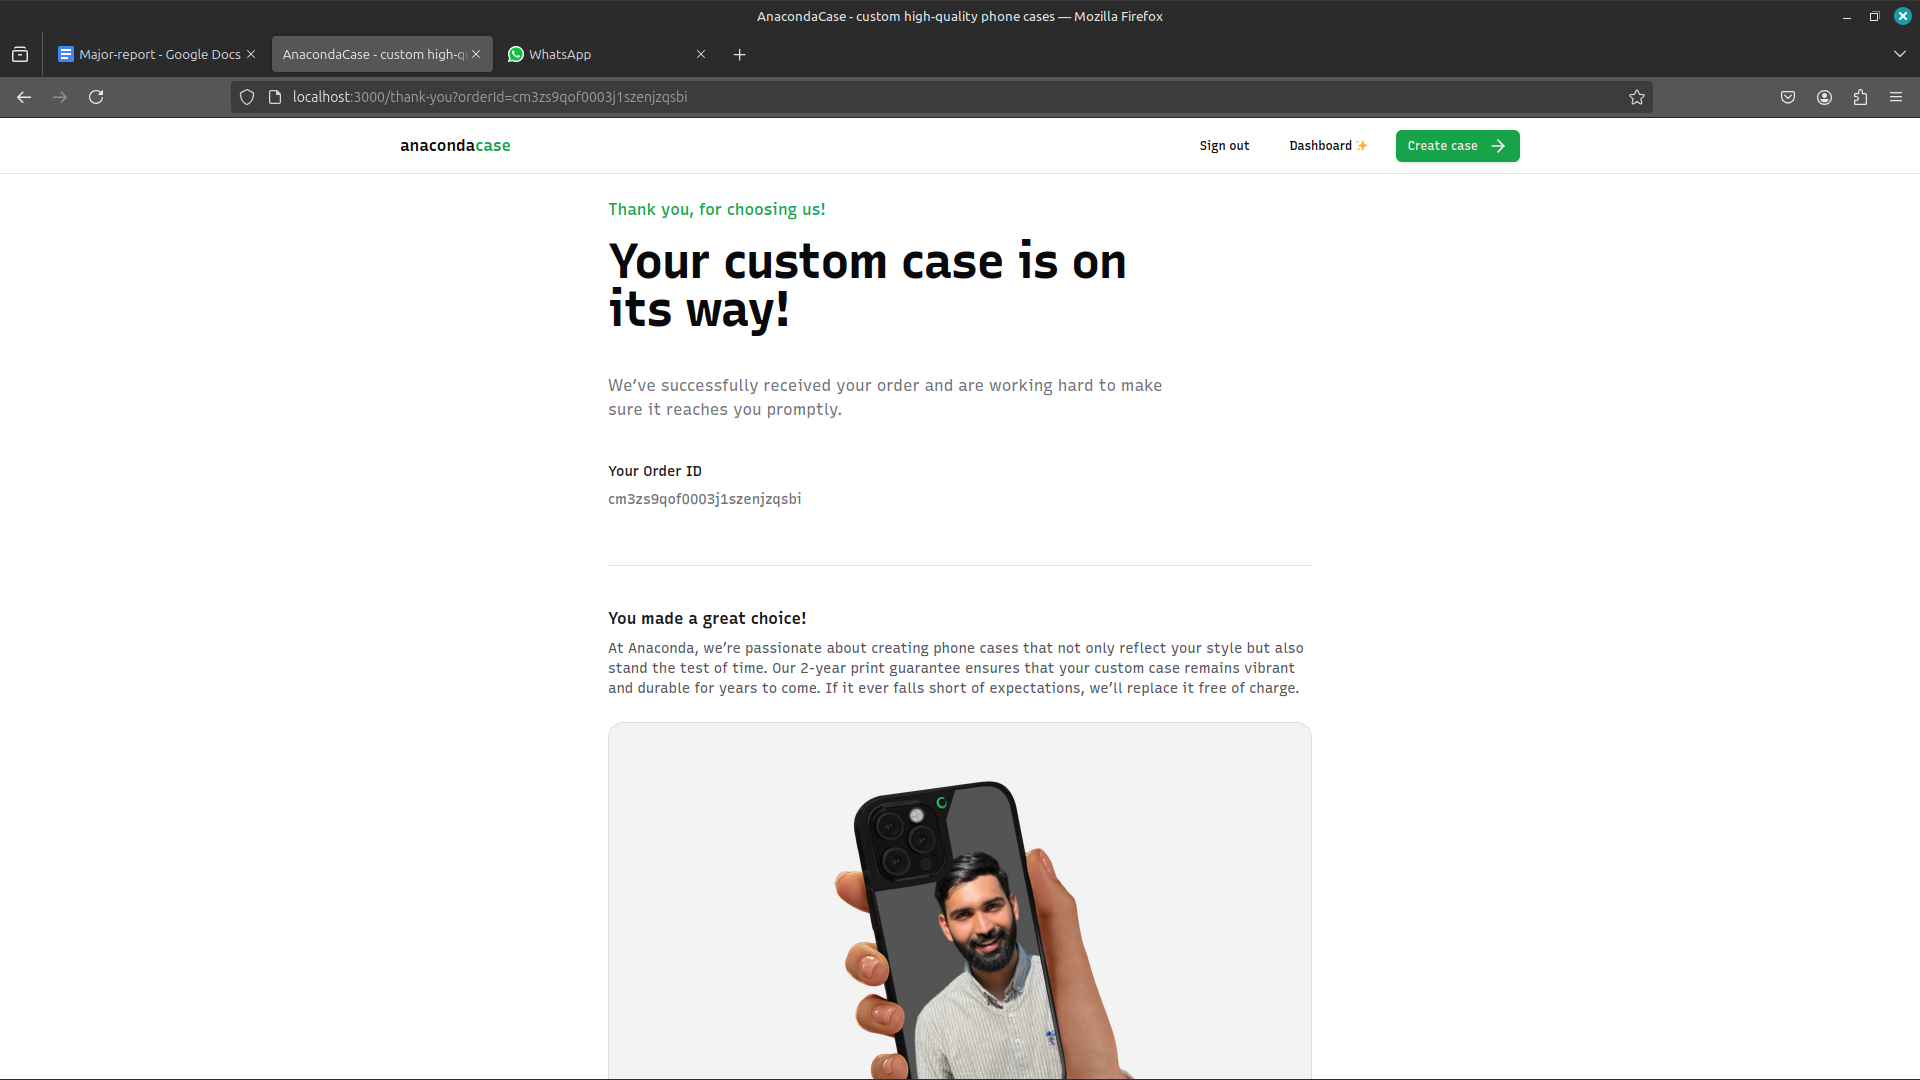 AnacondaCase - custom high-quality phone cases — Mozilla Firefox
Major-report - Google Docs
AnacondaCase - custom high-q
WhatsApp
localhost:3000/thank-you?orderId=cm3zs9qof0003j1szenjzqsbi
anacondacase
Sign out
Dashboard ✨
Create case
Thank you, for choosing us!
Your custom case is on
its way!
We’ve successfully received your order and are working hard to make
sure it reaches you promptly.
Your Order ID
cm3zs9qof0003j1szenjzqsbi
You made a great choice!
At Anaconda, we’re passionate about creating phone cases that not only reflect your style but also
stand the test of time. Our 2-year print guarantee ensures that your custom case remains vibrant
and durable for years to come. If it ever falls short of expectations, we’ll replace it free of charge.